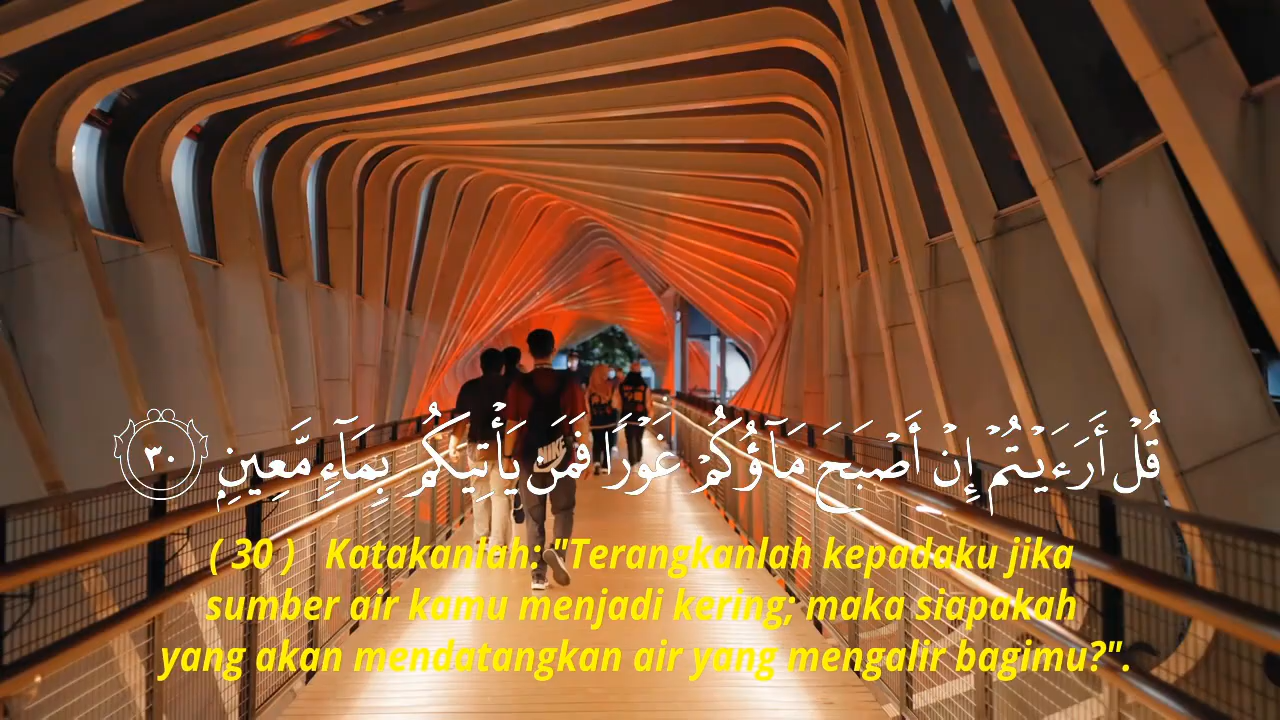 قُلْ أَرَءَيْتُمْ إِنْ أَصْبَحَ مَآؤُكُمْ غَوْرًا فَمَن يَأْتِيكُم بِمَآءٍ مَّعِينٍ ٣٠
( 30 ) Katakanlah: "Terangkanlah kepadaku jika
sumber air kamu menjadi kering; maka siapakah
yang akan mendatangkan air yang mengalir bagimu?".
NIKE